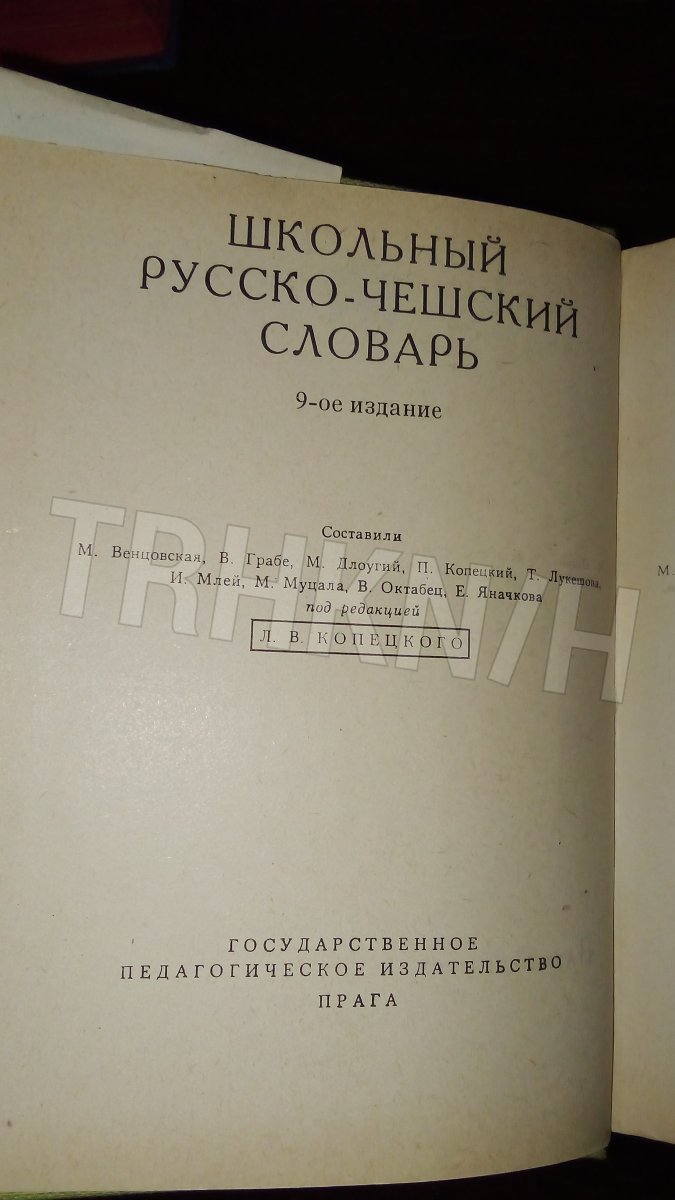 ШКОЛЬНЫЙ
РУССКО-ЧЕШСКИЙ
СЛОВАРЬ
9-ое издание
Составили
М. Венцовская, В. Грабе, М. Длоугий, П. Копецкий, Т. Лукешова,
И. Млей, М. Муцала, В. Октабец, Е. Яначкова
под редакцией
Л. В. КОПЕЦКОГО
ГОСУДАРСТВЕННОЕ
ПЕДАГОГИЧЕСКОЕ ИЗДАТЕЛЬСТВО
ПРАГА
М
TRHKNIH